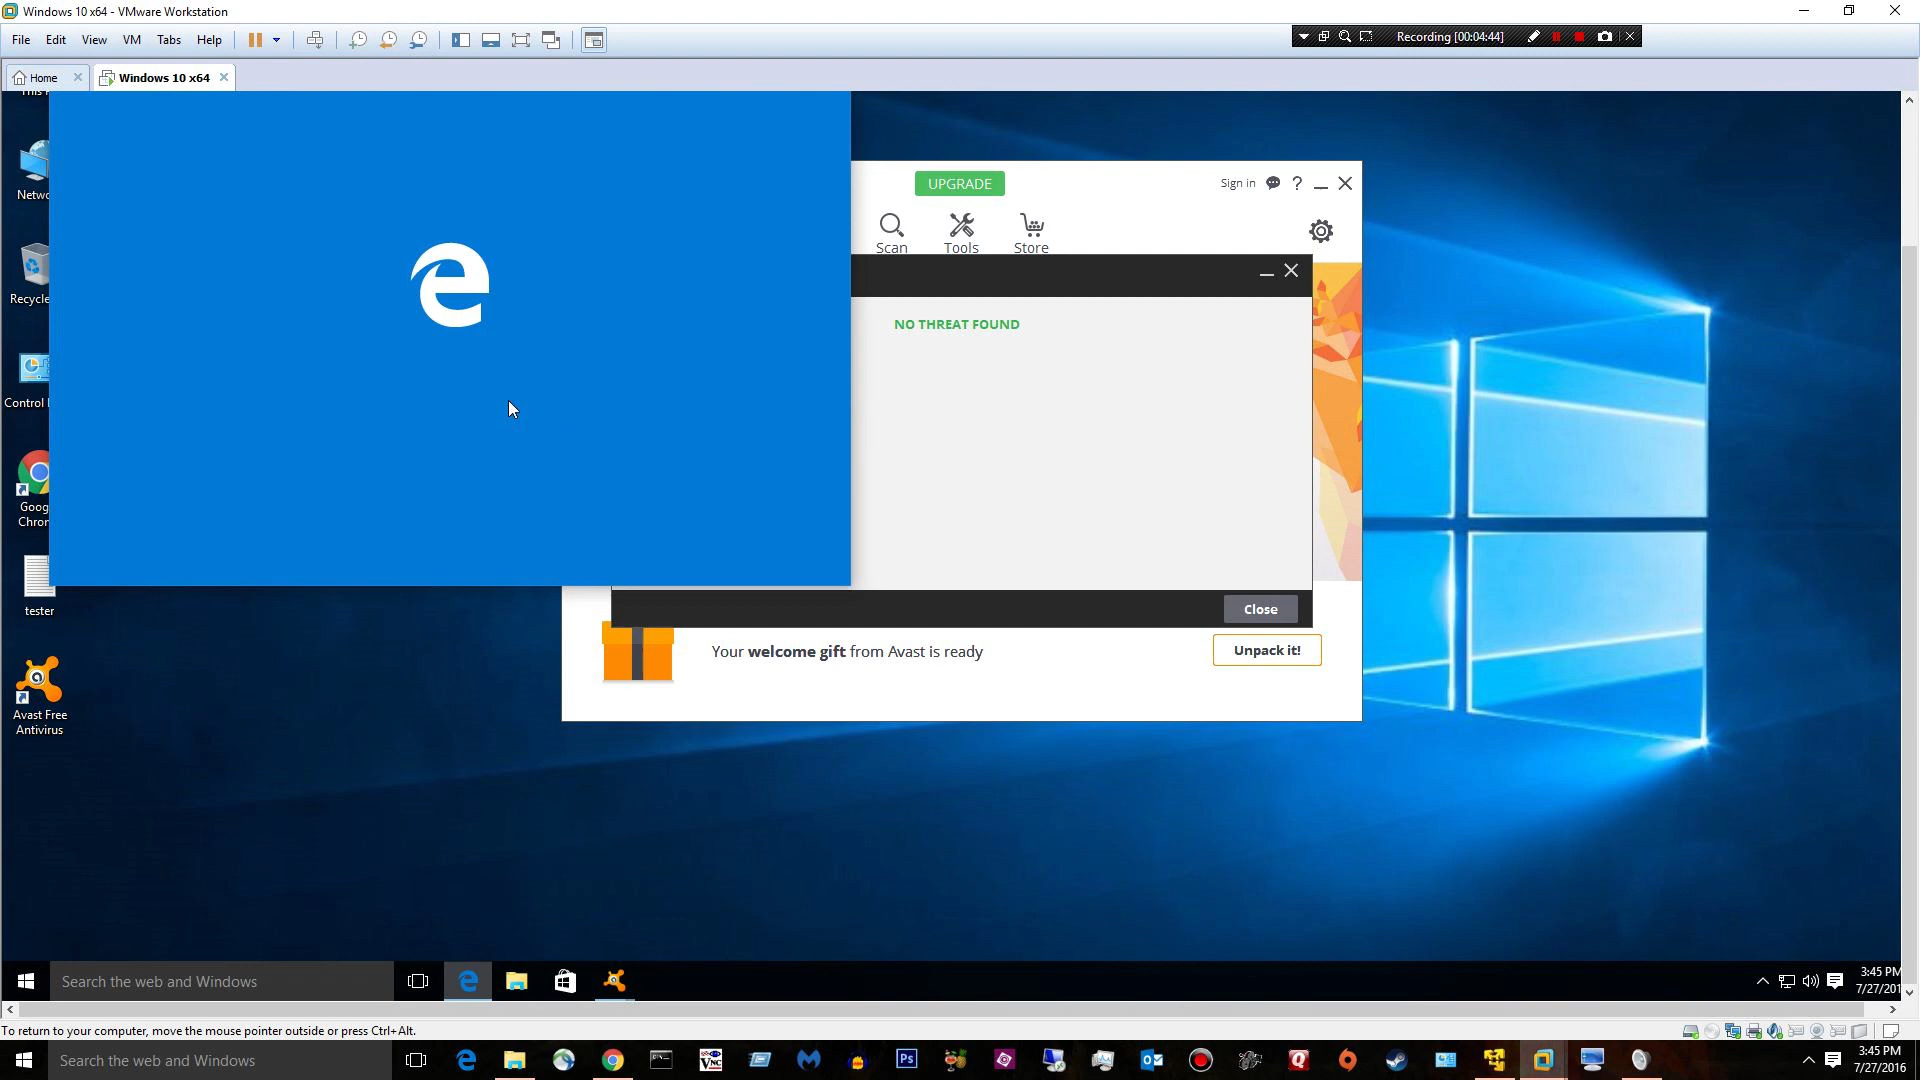 Windows 10 x64 - VMware Workstation
File Edit View VM Tabs Help
Recording [00:04:44]
Home
Windows 10 x64
UPGRADE
Sign in
?
Scan
Tools
Store
NO THREAT FOUND
Close
Your welcome gift from Avast is ready
Unpack it!
This
Netwo
Recycle
Control
Goog
Chron
tester
Avast Free
Antivirus
Search the web and Windows
3:45 PM
7/27/201
To return to your computer, move the mouse pointer outside or press Ctrl+Alt.
Search the web and Windows
Ps
3:45 PM
7/27/2016